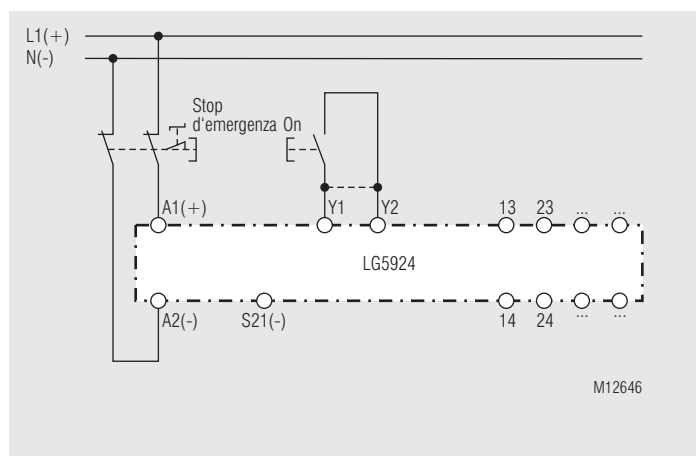 L1(+)
N(-)
Stop
d'emergenza On
A1(+) Y1 Y2 13 23 ... ...
LG5924
A2(-) S21(-) 14 24 ... ...
M12646